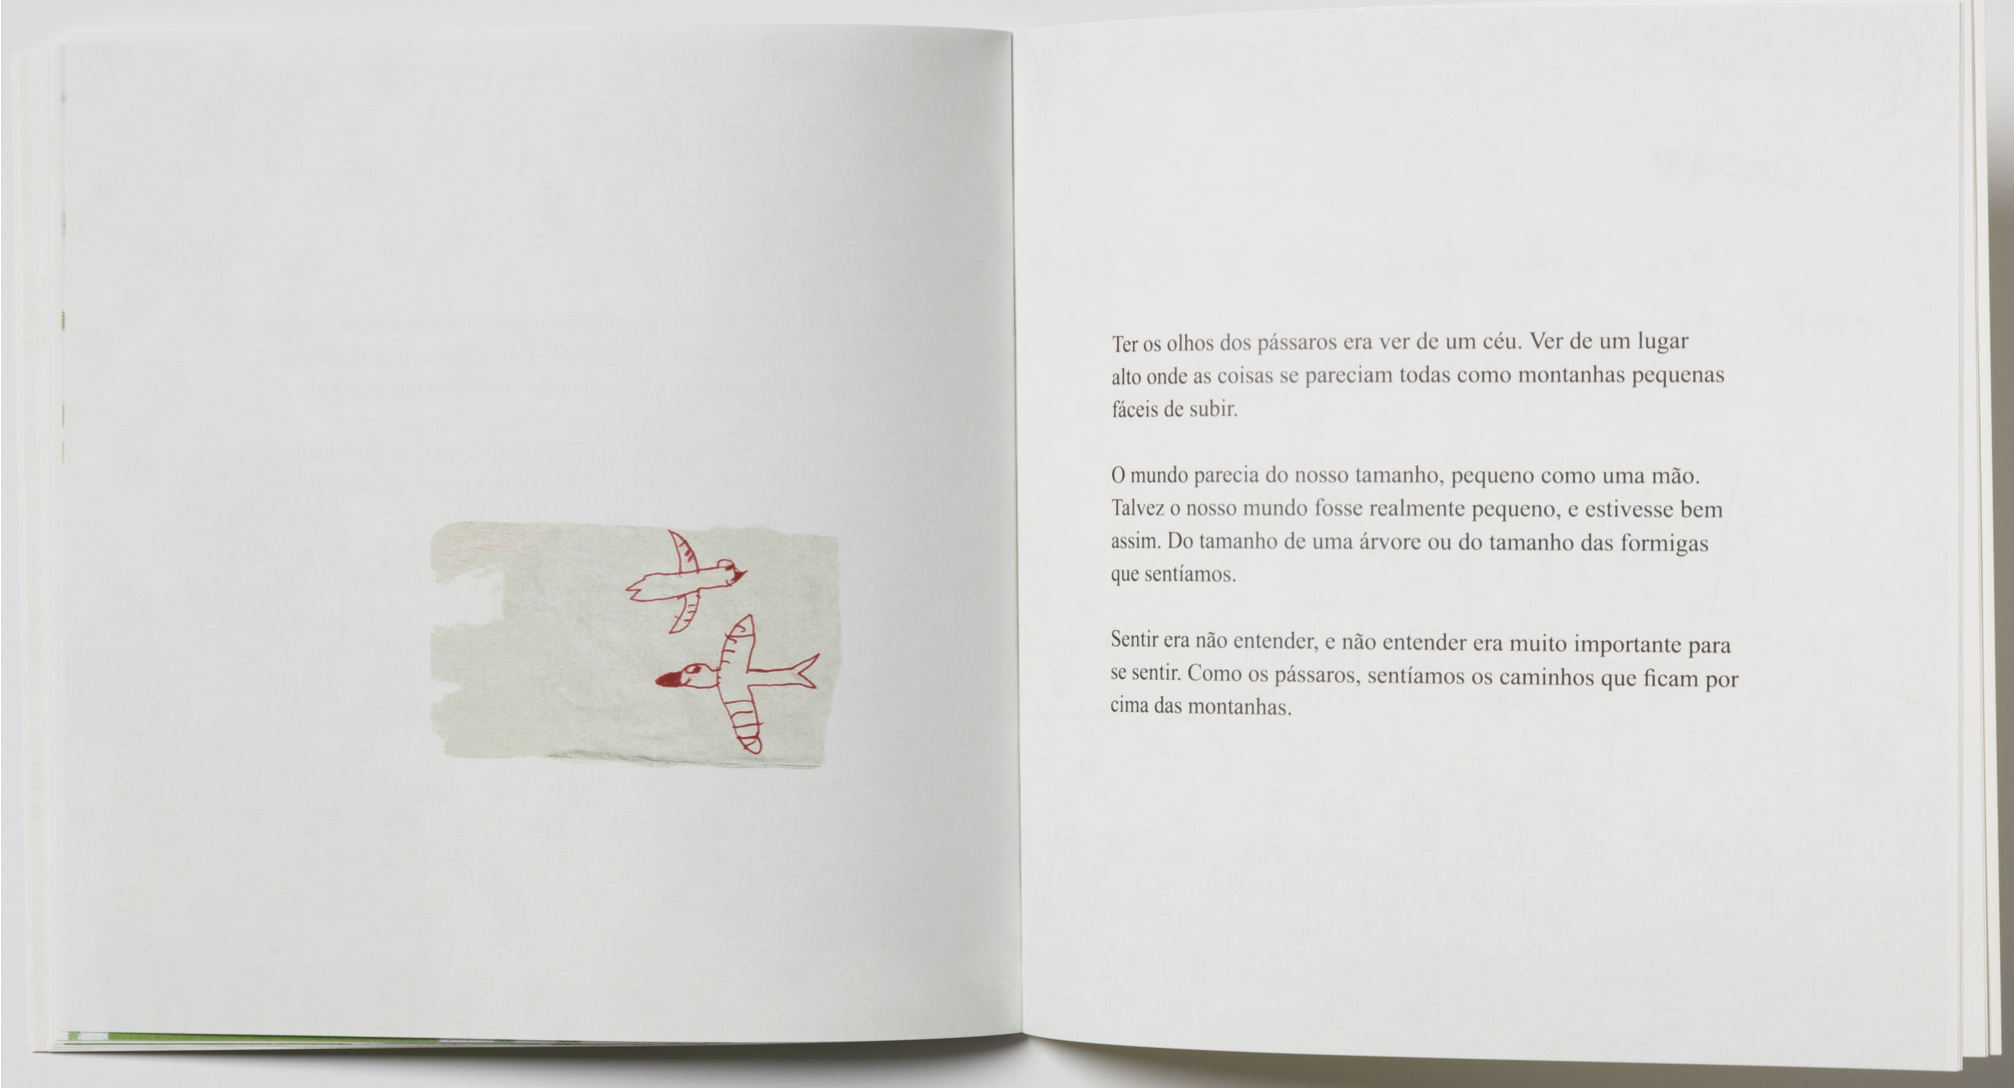 Ter os olhos dos pássaros era ver de um céu. Ver de um lugar
alto onde as coisas se pareciam todas como montanhas pequenas
fáceis de subir.
O mundo parecia do nosso tamanho, pequeno como uma mão.
Talvez o nosso mundo fosse realmente pequeno, e estivesse bem
assim. Do tamanho de uma árvore ou do tamanho das formigas
que sentíamos.
Sentir era não entender, e não entender era muito importante para
se sentir. Como os pássaros, sentíamos os caminhos que ficam por
cima das montanhas.